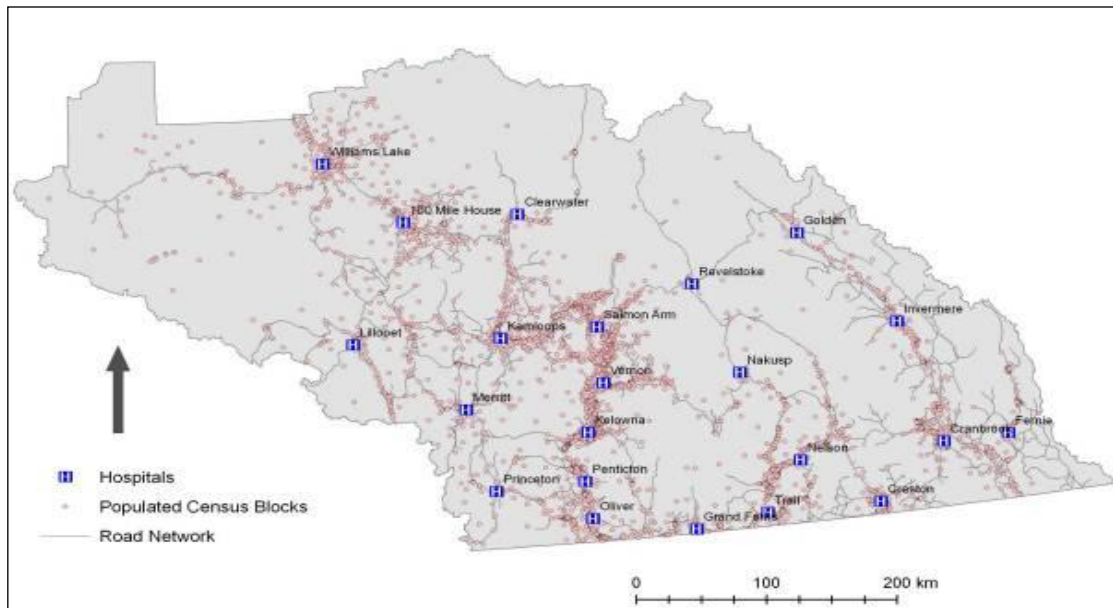 Williams Lake
100 Mile House
Clearwater
Golden
Revelstoke
Invermere
Salmon Arm
Kamloops
Lillooet
Nakusp
Vernon
Merritt
Kelowna
Fernie
Cranbrook
Nelson
Penticton
Princeton
Creston
Trail
Oliver
Grand Forks
H Hospitals
Populated Census Blocks
Road Network
0 100 200 km